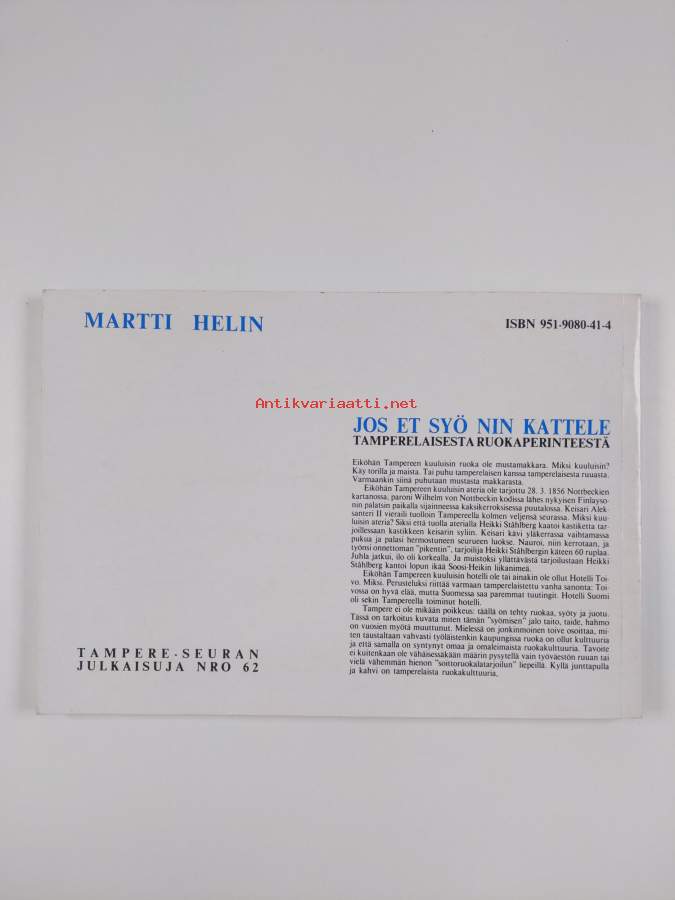 MARTTI HELIN
ISBN 951-9080-41-4
Antikvariaatti.net
JOS ET SYÖ NIN KATTELE
TAMPERELAISESTA RUOKAPERINTEESTÄ
Eiköhän Tampereen kuuluisin ruoka ole mustamakkara. Miksi kuuluisin?
Käy torilla ja maista. Tai puhu tamperelaisen kanssa tamperelaisesta ruuasta.
Varmaankin siinä puhutaan mustasta makkarasta.
Eiköhän Tampereen kuuluisin ateria ole tarjottu 28. 3. 1856 Nottbeckien
kartanossa, paroni Wilhelm von Nottbeckin kodissa lähes nykyisen Finlayso-
nin palatsin paikalla sijainneessa kaksikerroksisessa puutalossa. Keisari Alek-
santeri II vieraili tuolloin Tampereella kolmen veljensä seurassa. Miksi kuu-
luisin ateria? Siksi että tuolla aterialla Heikki Ståhlberg kaatoi kastiketta tar-
joillessaan kastikkeen keisarin syliin. Keisari kävi yläkerrassa vaihtamassa
pukua ja palasi hermostuneen seurueen luokse. Nauroi, niin kerrotaan, ja
työnsi onnettoman "pikentin", tarjoilija Heikki Ståhlbergin käteen 60 ruplaa.
Juhla jatkui, ilo oli korkealla. Ja muistoksi yllättävästä tarjoilustaan Heikki
Ståhlberg kantoi lopun ikää Soosi-Heikin liikanimeä.
Eiköhän Tampereen kuuluisin hotelli ole tai ainakin ole ollut Hotelli Toi-
vo. Miksi. Perusteluksi riittää varmaan tamperelaistettu vanha sanonta: Toi-
vossa on hyvä elää, mutta Suomessa saa paremmat tuutingit. Hotelli Suomi
oli sekin Tampereella toiminut hotelli.
Tampere ei ole mikään poikkeus: täällä on tehty ruokaa, syöty ja juotu.
Tässä on tarkoitus kuvata miten tämän "syömisen" jalo taito, taide, hahmo
on vuosien myötä muuttunut. Mielessä on jonkinmoinen toive osoittaa, mi-
ten taustaltaan vahvasti työläistenkin kaupungissa ruoka on ollut kulttuuria
ja että samalla on syntynyt omaa ja omaleimaista ruokakulttuuria. Tavoite
ei kuitenkaan ole vähäisessäkään määrin pysytellä vain työväestön ruuan tai
vielä vähemmän hienon "soittoruokalatarjoilun" liepeillä. Kyllä junttapulla
ja kahvi on tamperelaista ruokakulttuuria,
TAMPERE-SEURAN
JULKAISUJA NRO 62